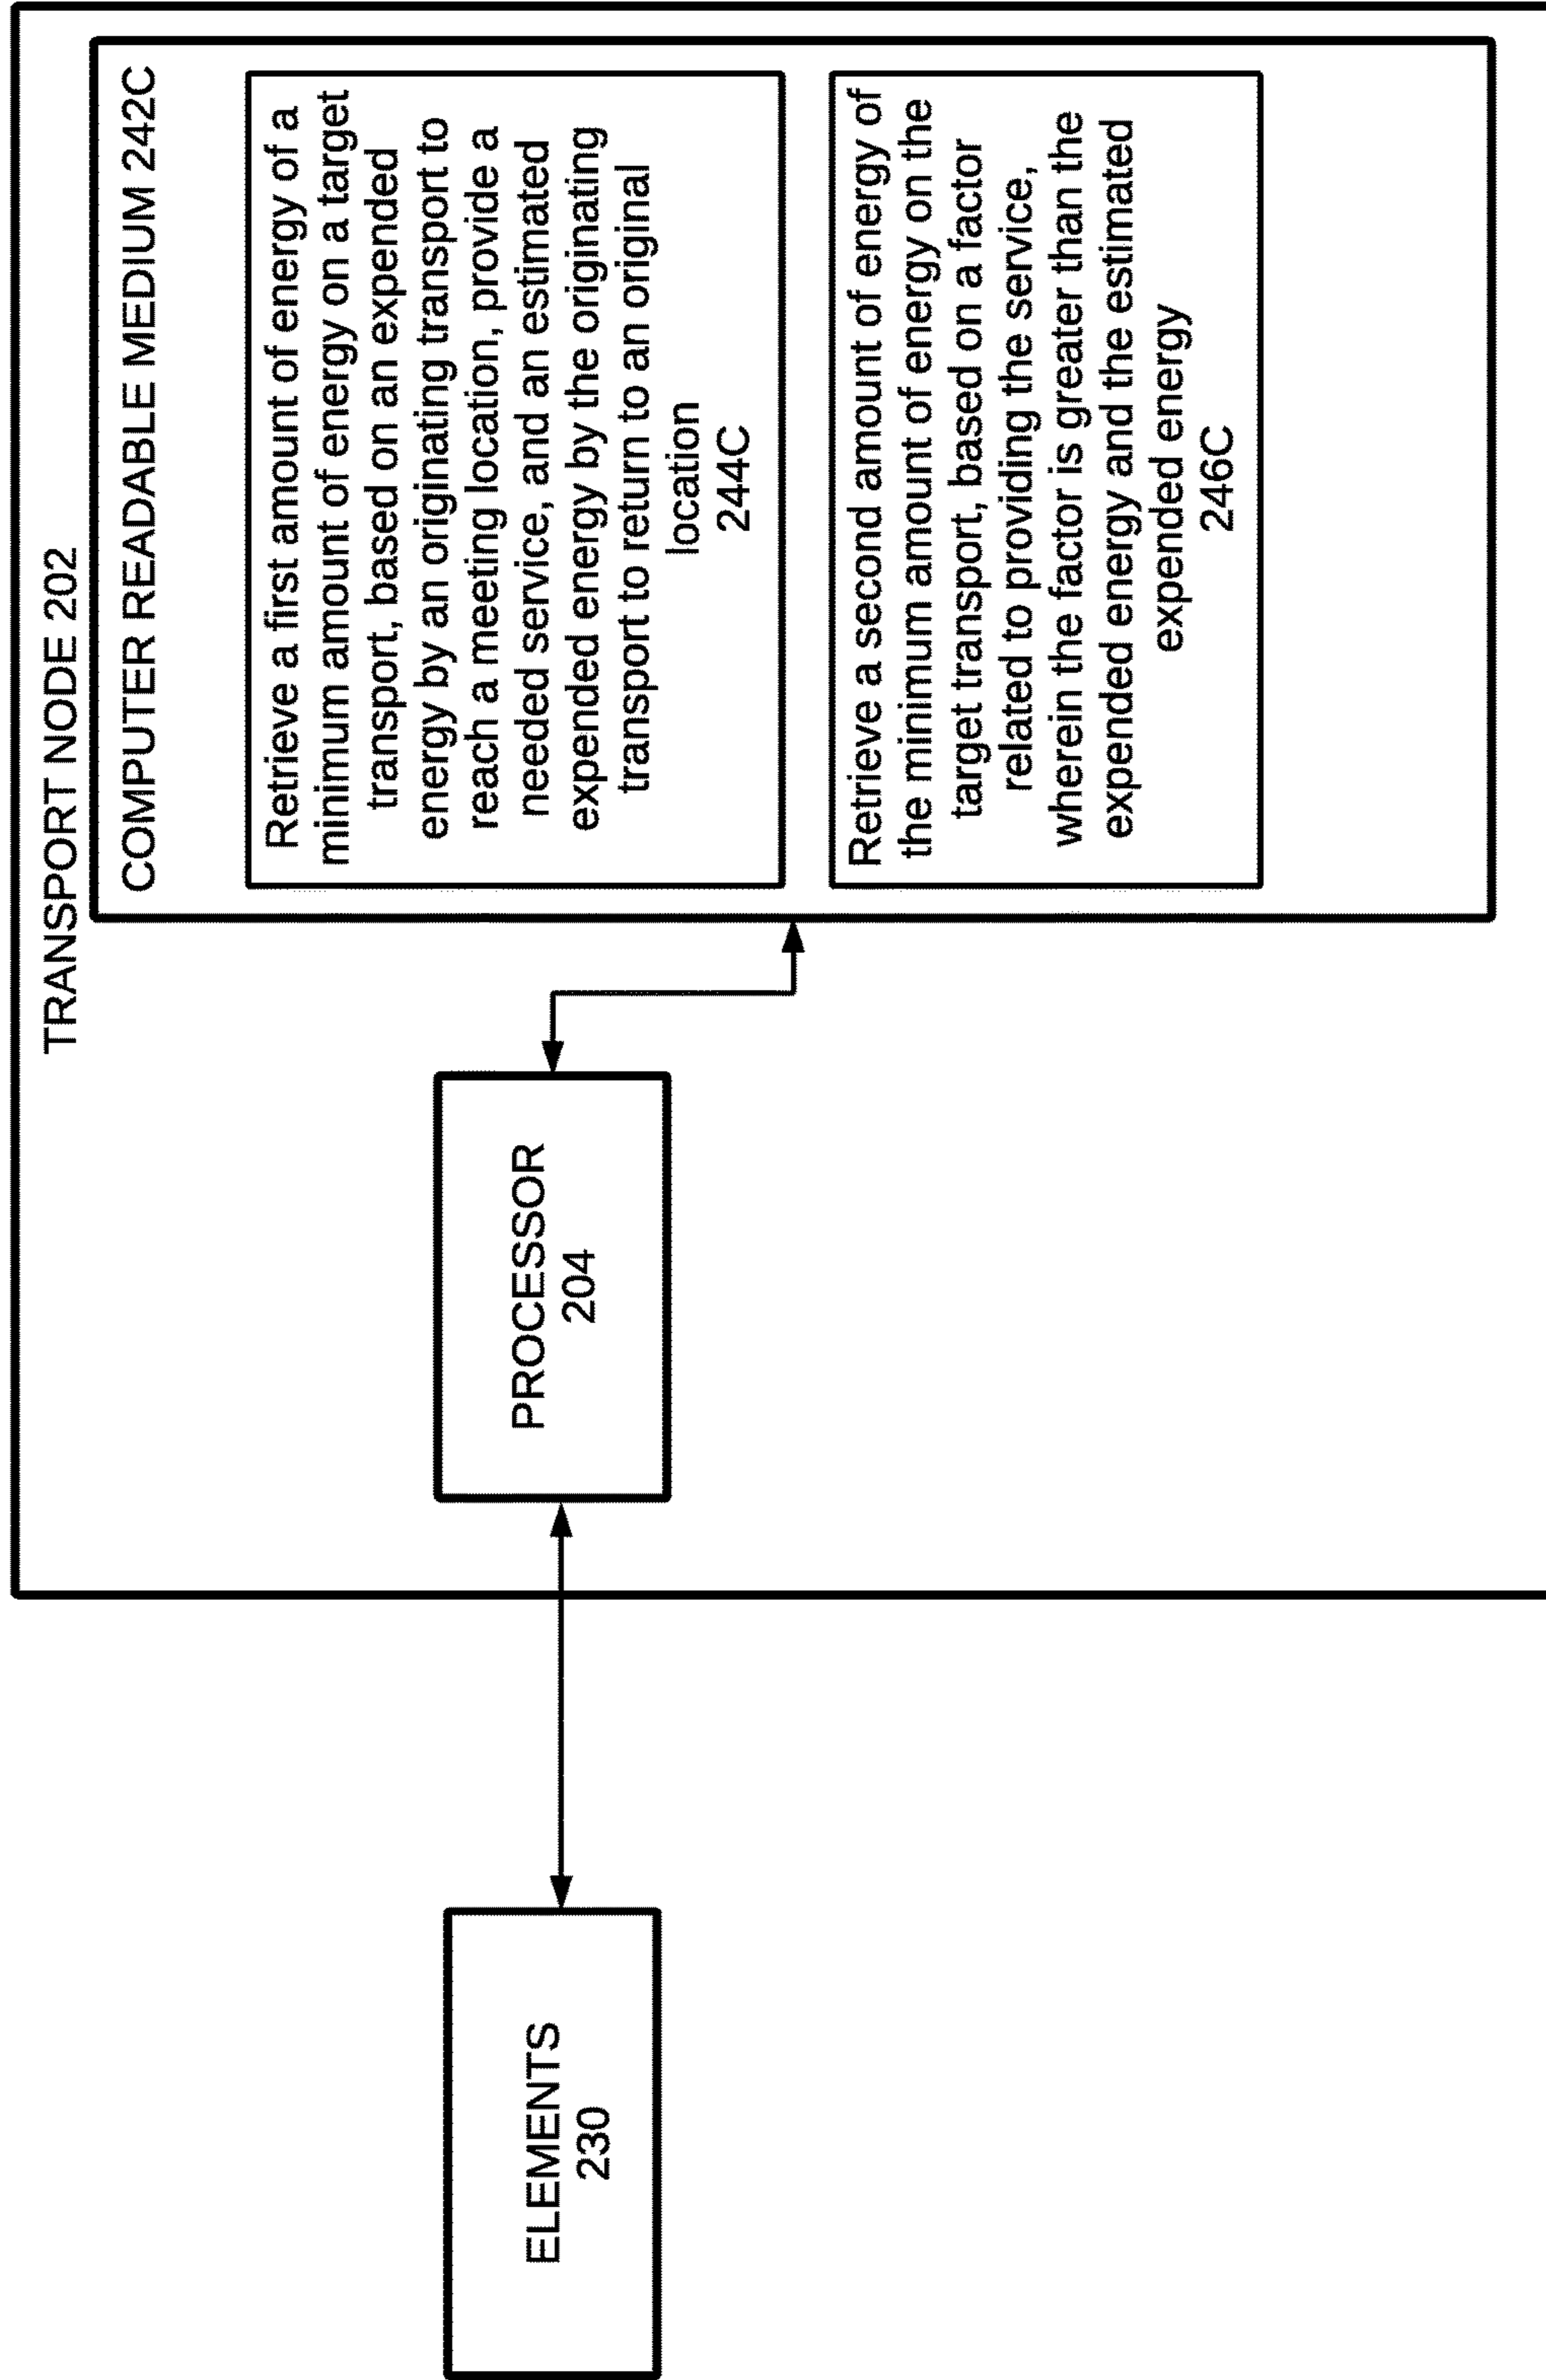 TRANSPORT NODE 202
COMPUTER READABLE MEDIUM 242C
Retrieve a first amount of energy of a
minimum amount of energy on a target
transport, based on an expended
energy by an originating transport to
reach a meeting location, provide a
needed service, and an estimated
expended energy by the originating
transport to return to an original
location
244C
Retrieve a second amount of energy of
the minimum amount of energy on the
target transport, based on a factor
related to providing the service,
wherein the factor is greater than the
expended energy and the estimated
expended energy
246C
PROCESSOR
204
ELEMENTS
230